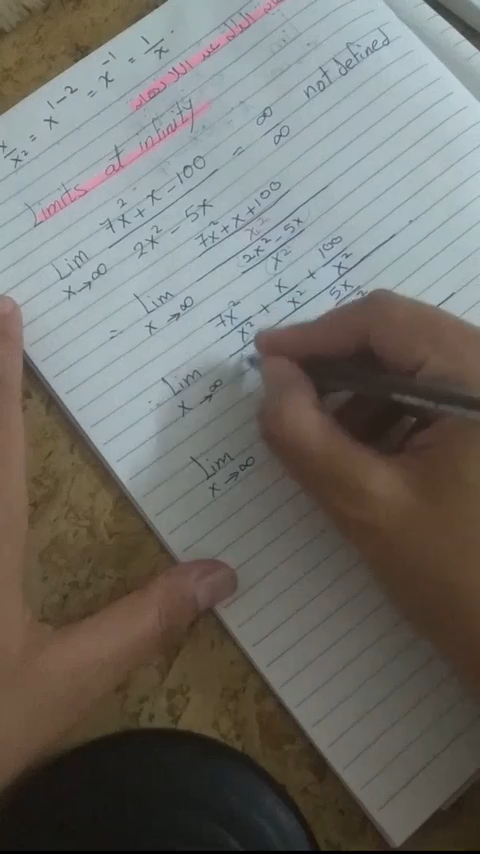 x/x² = x^(1-2) = x^(-1) = 1/x
Limits at infinity
Lim x→∞ (7x² + x - 100)/(2x² - 5x) = ∞/∞ not defined
= Lim x→∞ ((7x² + x + 100)/x²)/((2x² - 5x)/x²)
Lim x→∞ 7x²/x² + x/x² + 100/x²
5x
Lim x→∞